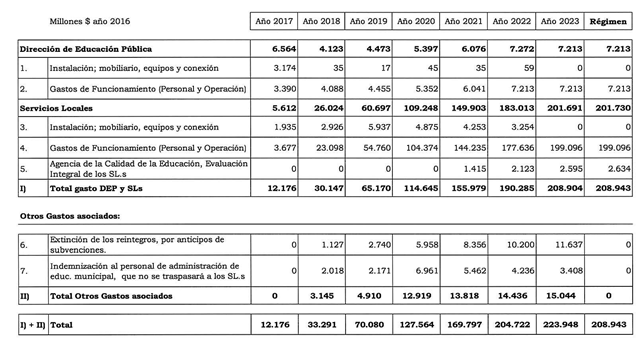 Millones $ año 2016 Año 2017 Año 2018 Año 2019 Año 2020 Año 2021 Año 2022 Año 2023 Régimen
Dirección de Educación Pública 6.564 4.123 4.473 5.397 6.076 7.272 7.213 7.213
1. Instalación; mobiliario, equipos y conexión 3.174 35 17 45 35 59 0 0
2. Gastos de Funcionamiento (Personal y Operación) 3.390 4.088 4.455 5.352 6.041 7.213 7.213 7.213
Servicios Locales 5.612 26.024 60.697 109.248 149.903 183.013 201.691 201.730
3. Instalación; mobiliario, equipos y conexión 1.935 2.926 5.937 4.875 4.253 3.254 0 0
4. Gastos de Funcionamiento (Personal y Operación) 3.677 23.098 54.760 104.374 144.235 177.636 199.096 199.096
5. Agencia de la Calidad de la Educación, Evaluación
Integral de los SL.s 0 0 0 0 1.415 2.123 2.595 2.634
I) Total gasto DEP y SLs 12.176 30.147 65.170 114.645 155.979 190.285 208.904 208.943
Otros Gastos asociados:
6. Extinción de los reintegros, por anticipos de
subvenciones. 0 1.127 2.740 5.958 8.356 10.200 11.637 0
7. Indemnización al personal de administración de
educ. municipal, que no se traspasará a los SL.s 0 2.018 2.171 6.961 5.462 4.236 3.408 0
II) Total Otros Gastos asociados 0 3.145 4.910 12.919 13.818 14.436 15.044 0
I) + II) Total 12.176 33.291 70.080 127.564 169.797 204.722 223.948 208.943